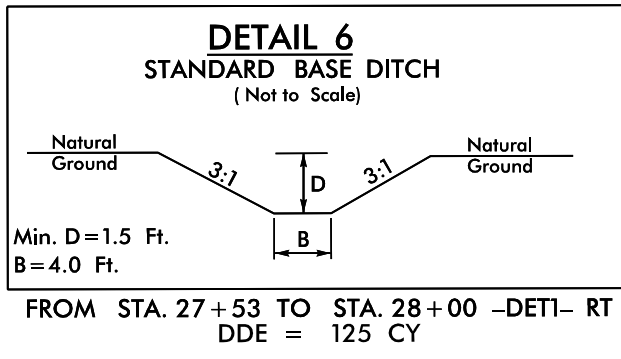 DETAIL 6
STANDARD BASE DITCH
( Not to Scale)
Natural
Ground
3:1
D
3:1
Natural
Ground
Min. D=1.5 Ft.
B=4.0 Ft.
B
FROM STA. 27+53 TO STA. 28+00 -DET1- RT
DDE = 125 CY